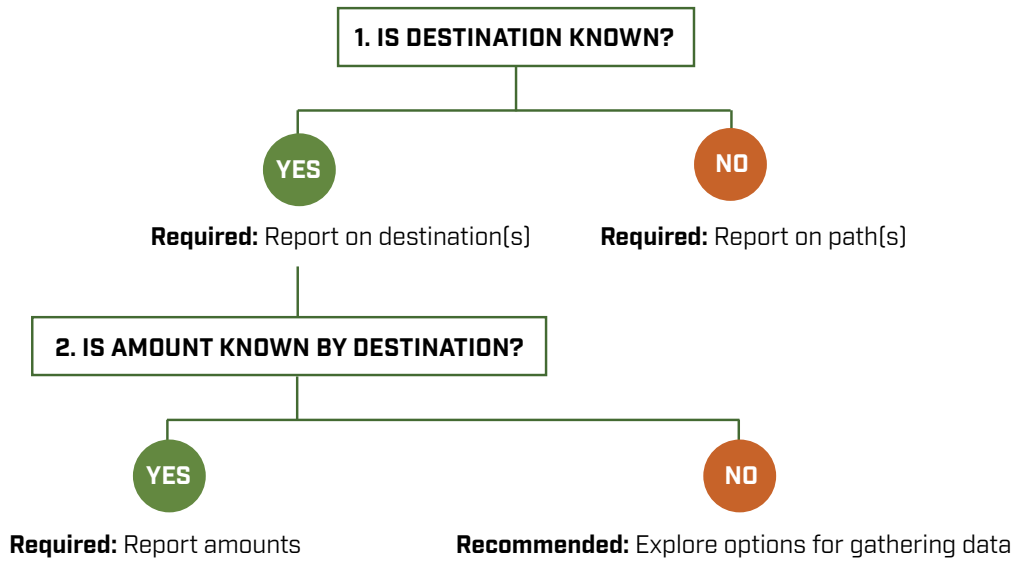 1. IS DESTINATION KNOWN?
YES
NO
Required: Report on destination(s)
Required: Report on path(s)
2. IS AMOUNT KNOWN BY DESTINATION?
YES
NO
Required: Report amounts
Recommended: Explore options for gathering data